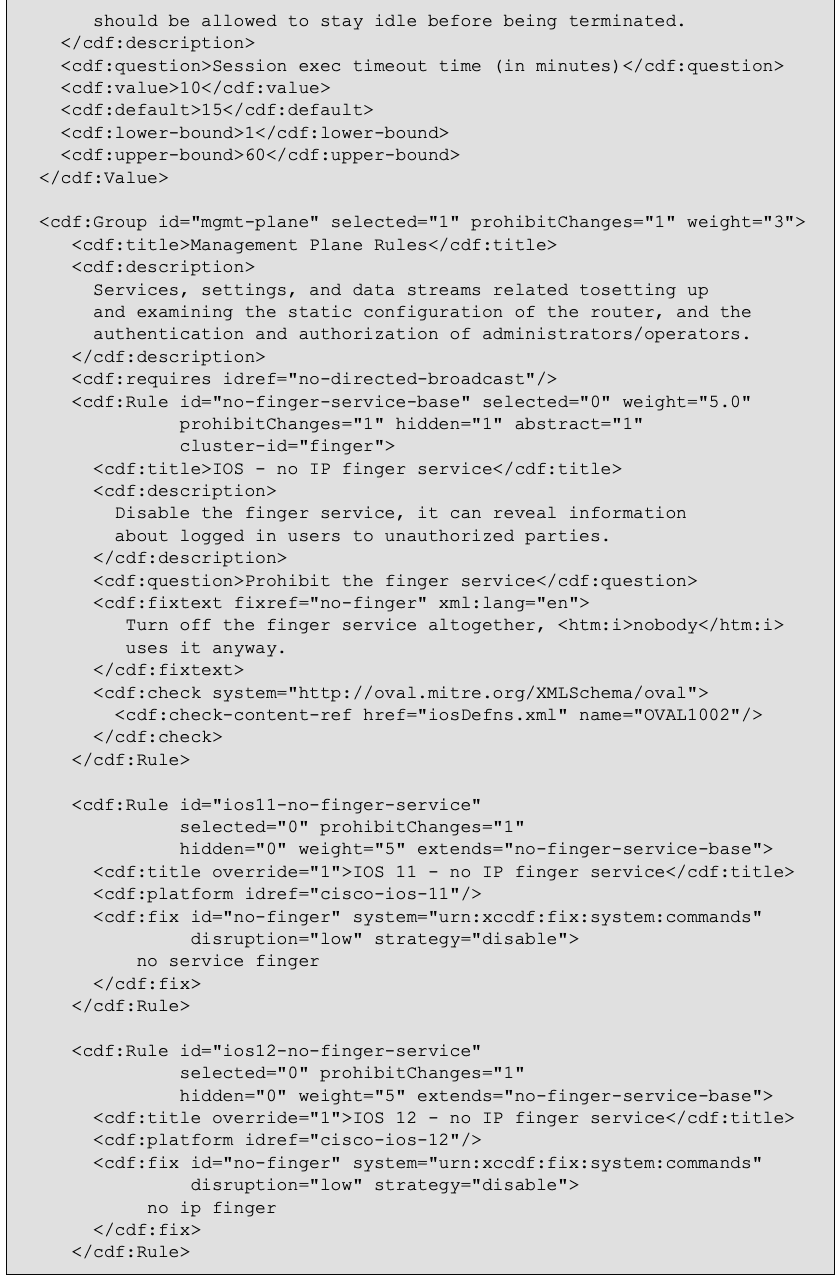 should be allowed to stay idle before being terminated.
</cdf:description>
<cdf:question>Session exec timeout time (in minutes)</cdf:question>
<cdf:value>10</cdf:value>
<cdf:default>15</cdf:default>
<cdf:lower-bound>1</cdf:lower-bound>
<cdf:upper-bound>60</cdf:upper-bound>
</cdf:Value>
<cdf:Group id="mgmt-plane" selected="1" prohibitChanges="1" weight="3">
<cdf:title>Management Plane Rules</cdf:title>
<cdf:description>
Services, settings, and data streams related tosetting up
and examining the static configuration of the router, and the
authentication and authorization of administrators/operators.
</cdf:description>
<cdf:requires idref="no-directed-broadcast"/>
<cdf:Rule id="no-finger-service-base" selected="0" weight="5.0"
prohibitChanges="1" hidden="1" abstract="1"
cluster-id="finger">
<cdf:title>IOS - no IP finger service</cdf:title>
<cdf:description>
Disable the finger service, it can reveal information
about logged in users to unauthorized parties.
</cdf:description>
<cdf:question>Prohibit the finger service</cdf:question>
<cdf:fixtext fixref="no-finger" xml:lang="en">
Turn off the finger service altogether, <htm:i>nobody</htm:i>
uses it anyway.
</cdf:fixtext>
<cdf:check system="http://oval.mitre.org/XMLSchema/oval">
<cdf:check-content-ref href="iosDefns.xml" name="OVAL1002"/>
</cdf:check>
</cdf:Rule>
<cdf:Rule id="ios11-no-finger-service"
selected="0" prohibitChanges="1"
hidden="0" weight="5" extends="no-finger-service-base">
<cdf:title override="1">IOS 11 - no IP finger service</cdf:title>
<cdf:platform idref="cisco-ios-11"/>
<cdf:fix id="no-finger" system="urn:xccdf:fix:system:commands"
disruption="low" strategy="disable">
no service finger
</cdf:fix>
</cdf:Rule>
<cdf:Rule id="ios12-no-finger-service"
selected="0" prohibitChanges="1"
hidden="0" weight="5" extends="no-finger-service-base">
<cdf:title override="1">IOS 12 - no IP finger service</cdf:title>
<cdf:platform idref="cisco-ios-12"/>
<cdf:fix id="no-finger" system="urn:xccdf:fix:system:commands"
disruption="low" strategy="disable">
no ip finger
</cdf:fix>
</cdf:Rule>